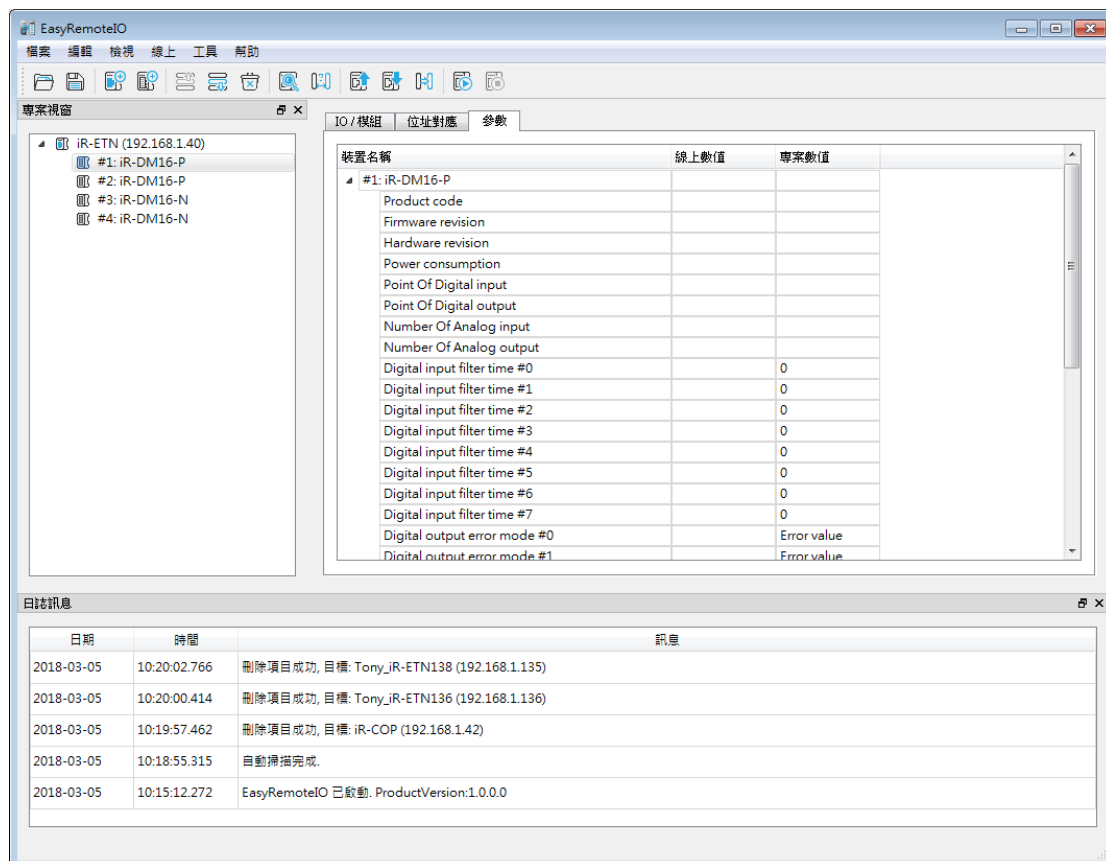 EasyRemoteIO
檔案 編輯 檢視 線上 工具 幫助
專案視窗
iR-ETN (192.168.1.40)
#1: iR-DM16-P
#2: iR-DM16-P
#3: iR-DM16-N
#4: iR-DM16-N
IO / 模組 位址對應 參數
裝置名稱 線上數值 專案數值
#1: iR-DM16-P
Product code
Firmware revision
Hardware revision
Power consumption
Point Of Digital input
Point Of Digital output
Number Of Analog input
Number Of Analog output
Digital input filter time #0 0
Digital input filter time #1 0
Digital input filter time #2 0
Digital input filter time #3 0
Digital input filter time #4 0
Digital input filter time #5 0
Digital input filter time #6 0
Digital input filter time #7 0
Digital output error mode #0 Error value
Digital output error mode #1 Error value
日誌訊息
日期 時間 訊息
2018-03-05 10:20:02.766 刪除項目成功, 目標: Tony_iR-ETN138 (192.168.1.135)
2018-03-05 10:20:00.414 刪除項目成功, 目標: Tony_iR-ETN136 (192.168.1.136)
2018-03-05 10:19:57.462 刪除項目成功, 目標: iR-COP (192.168.1.42)
2018-03-05 10:18:55.315 自動掃描完成.
2018-03-05 10:15:12.272 EasyRemoteIO 已啟動. ProductVersion:1.0.0.0